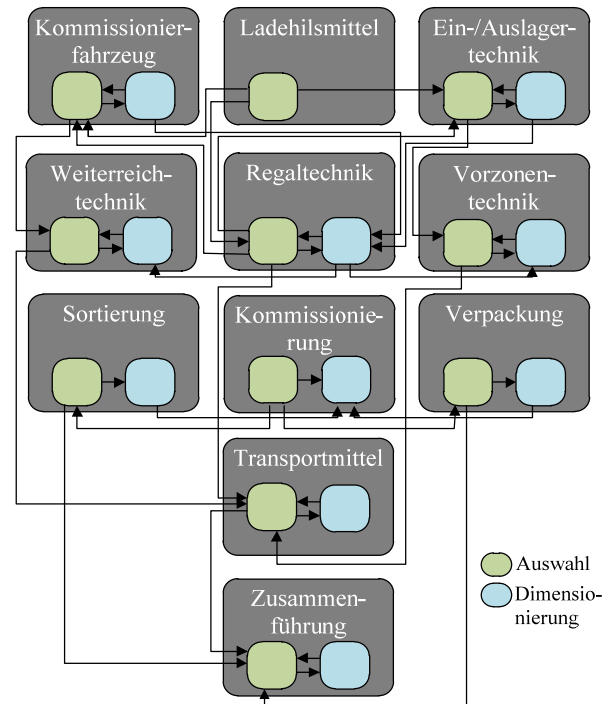 Kommissionier-
fahrzeug
Ladehilsmittel
Ein-/Auslager-
technik
Weiterreich-
technik
Regaltechnik
Vorzonen-
technik
Sortierung
Kommissionie-
rung
Verpackung
Transportmittel
Auswahl
Dimensio-
nierung
Zusammen-
führung